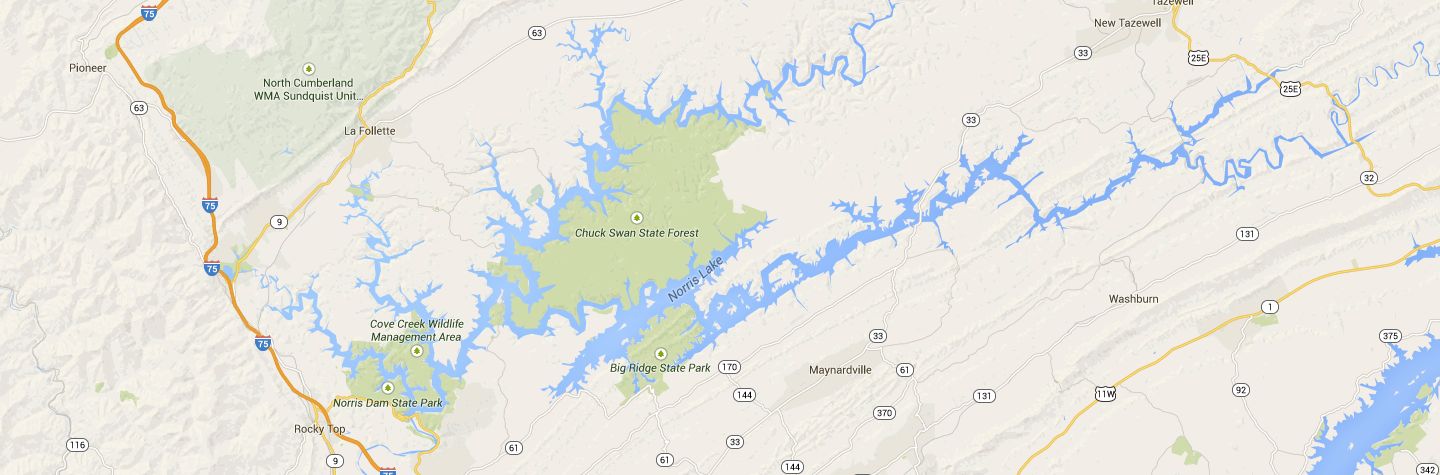 Tazewell
75
New Tazewell
63
33
25E
Pioneer
North Cumberland
WMA Sundquist Unit...
25E
63
33
La Follette
32
75
9
Chuck Swan State Forest
131
75
Norris Lake
Washburn
1
Cove Creek Wildlife
Management Area
33
375
75
Big Ridge State Park
170
Maynardville
61
92
11W
144
131
Norris Dam State Park
370
Rocky Top
116
61
33
9
61
144
342
75